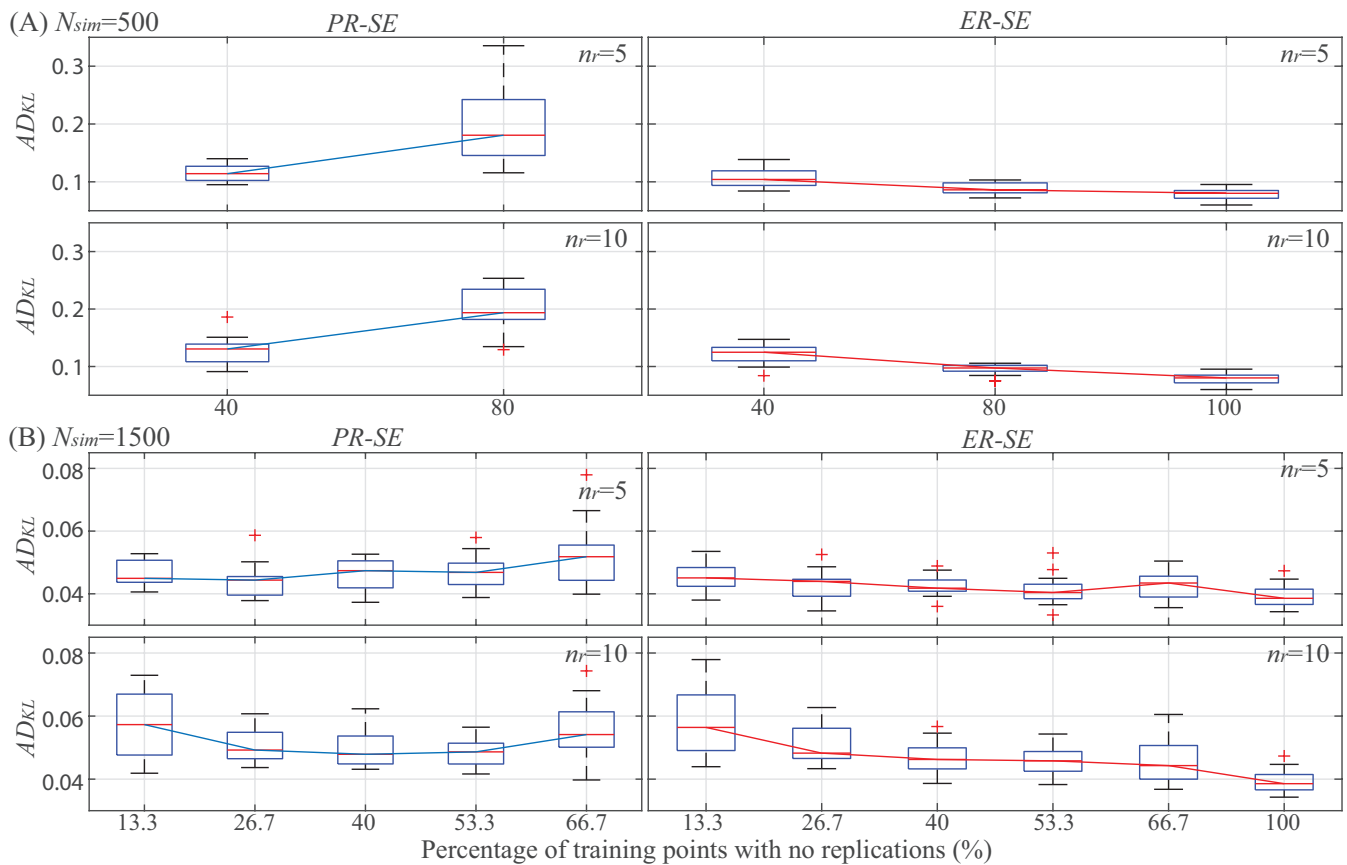 (A) Nsim=500 PR-SE ER-SE
0.3 nr=5 nr=5
ADKL 0.2
0.1
0.3 nr=10 nr=10
ADKL 0.2
0.1
40 80 40 80 100
(B) Nsim=1500 PR-SE ER-SE
0.08 nr=5 nr=5
ADKL 0.06
0.04
0.08 nr=10 nr=10
ADKL 0.06
0.04
13.3 26.7 40 53.3 66.7 13.3 26.7 40 53.3 66.7 100
Percentage of training points with no replications (%)